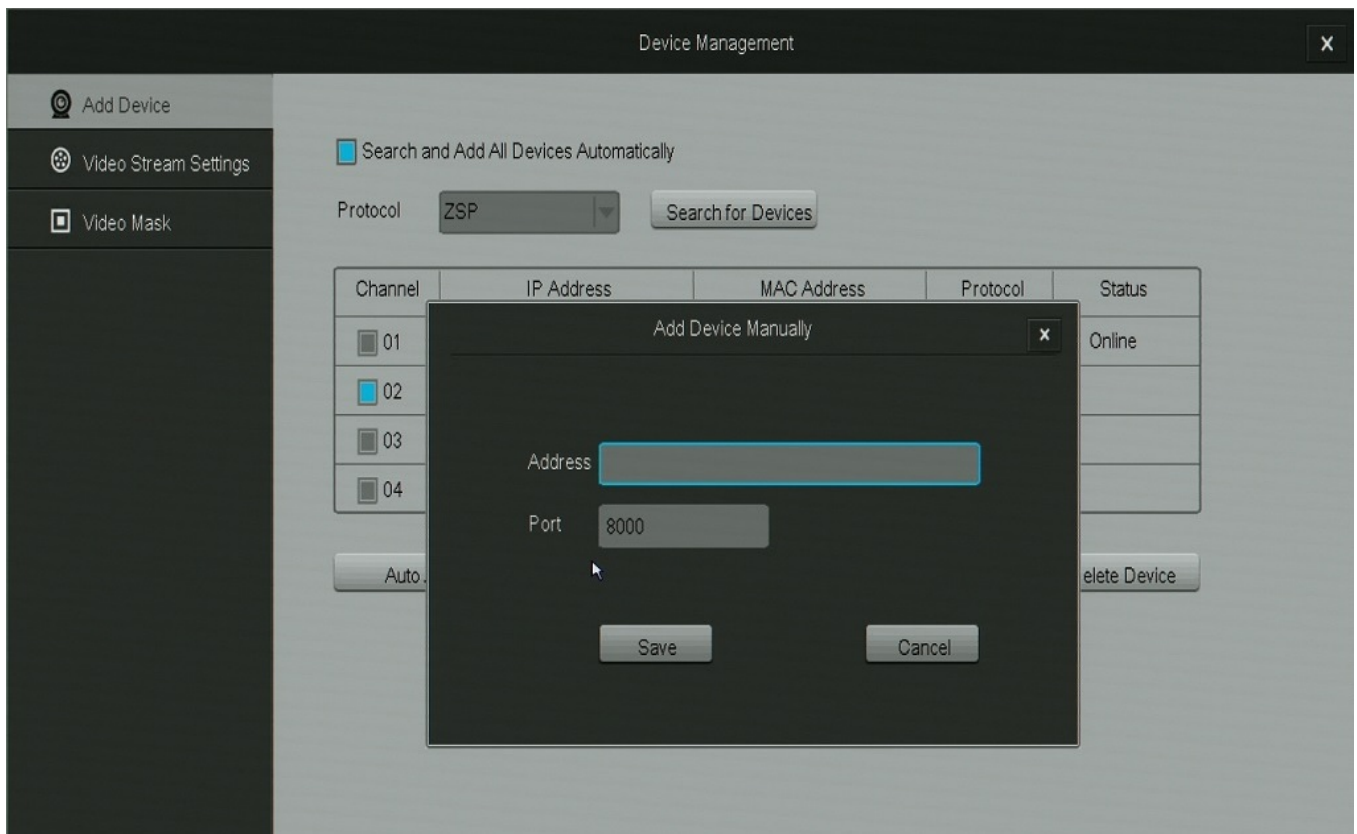 Device Management
X
Add Device
Video Stream Settings
Video Mask
Search and Add All Devices Automatically
Protocol ZSP Search for Devices
Channel IP Address MAC Address Protocol Status
Add Device Manually x
01 Online
02
03
04
Address
Port 8000
Auto. elete Device
Save Cancel